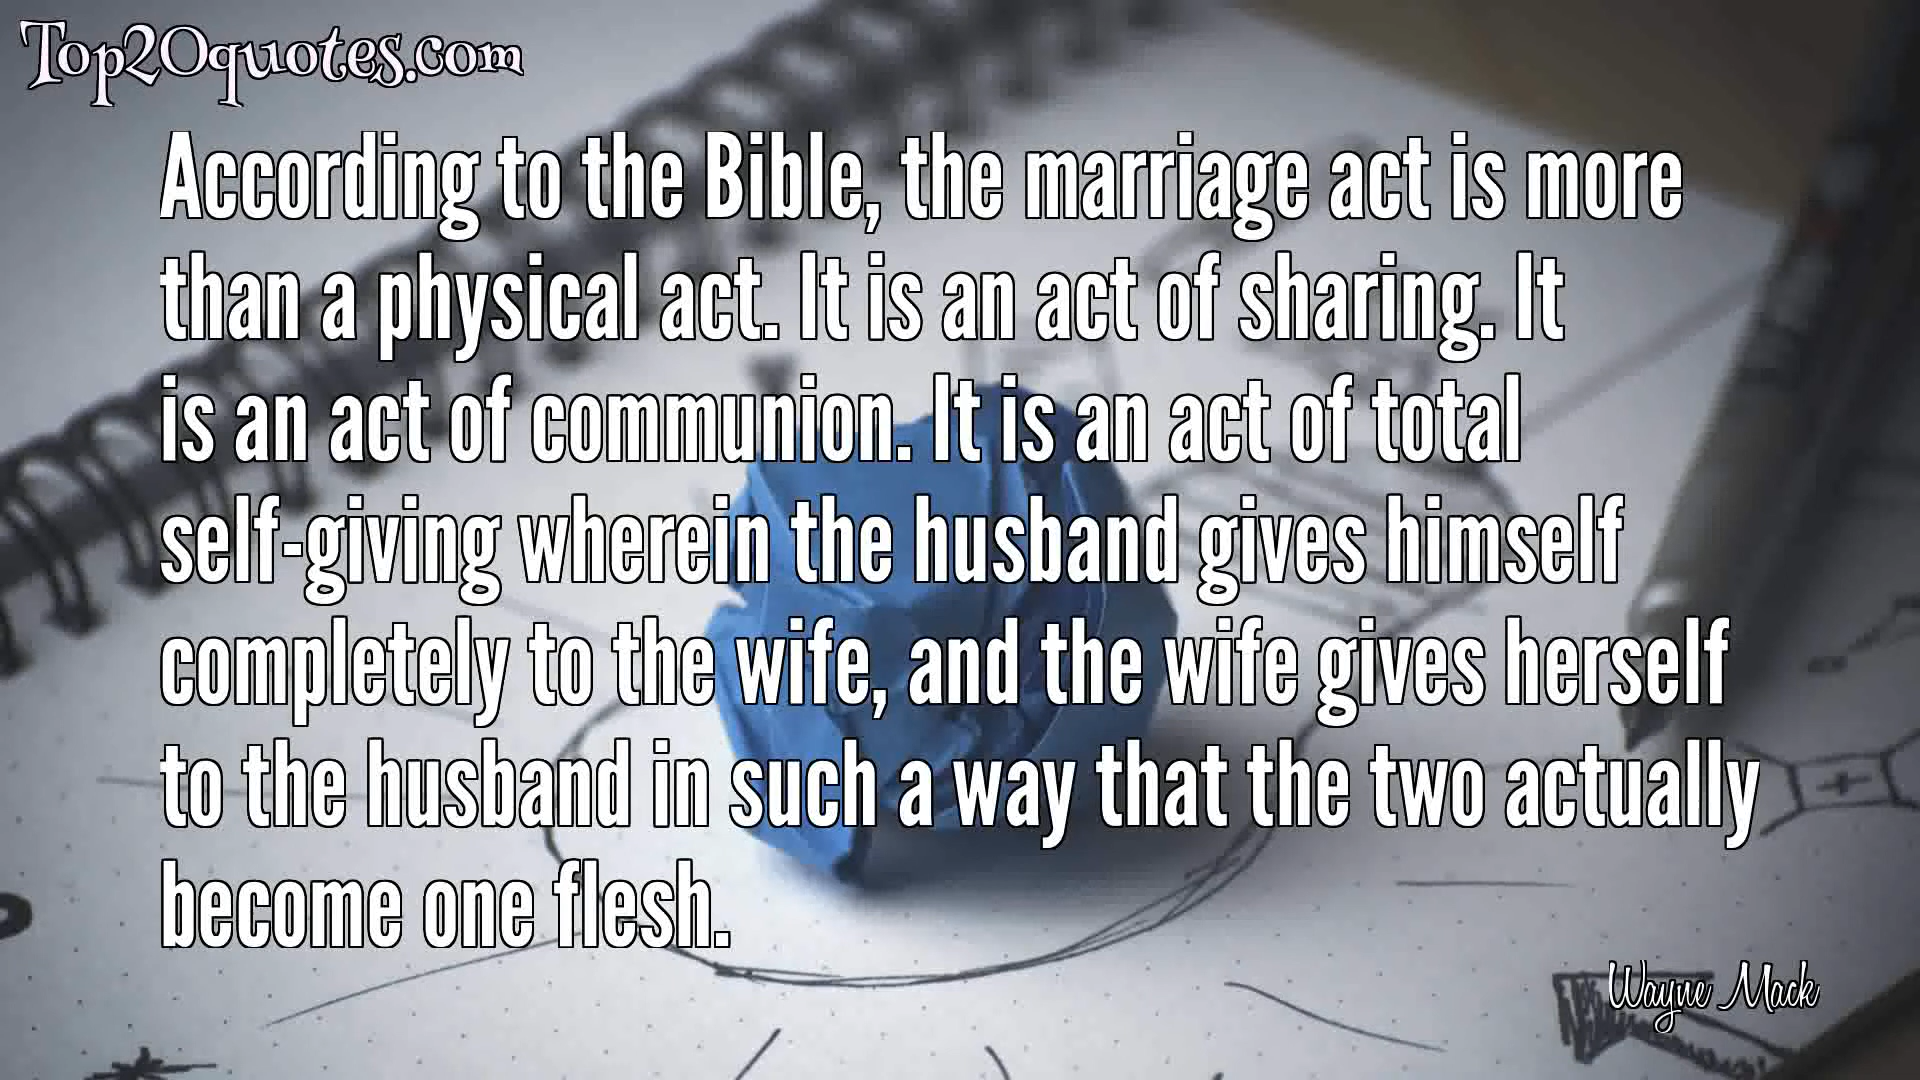 Top20quotes.com
According to the Bible, the marriage act is more
than a physical act. It is an act of sharing. It
is an act of communion. It is an act of total
self-giving wherein the husband gives himself
completely to the wife, and the wife gives herself
to the husband in such a way that the two actually
become one flesh.
Wayne Mack